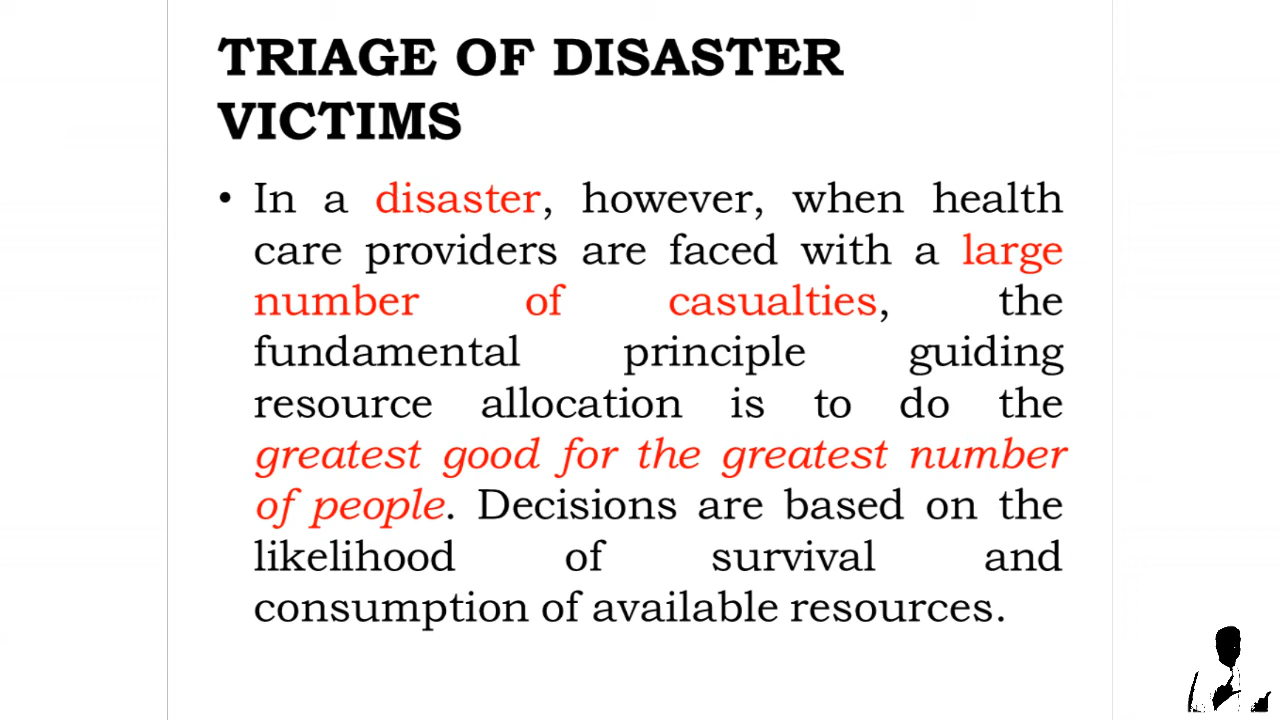 TRIAGE OF DISASTER
VICTIMS
• In a disaster, however, when health
care providers are faced with a large
number of casualties, the
fundamental principle guiding
resource allocation is to do the
greatest good for the greatest number
of people. Decisions are based on the
likelihood of survival and
consumption of available resources.